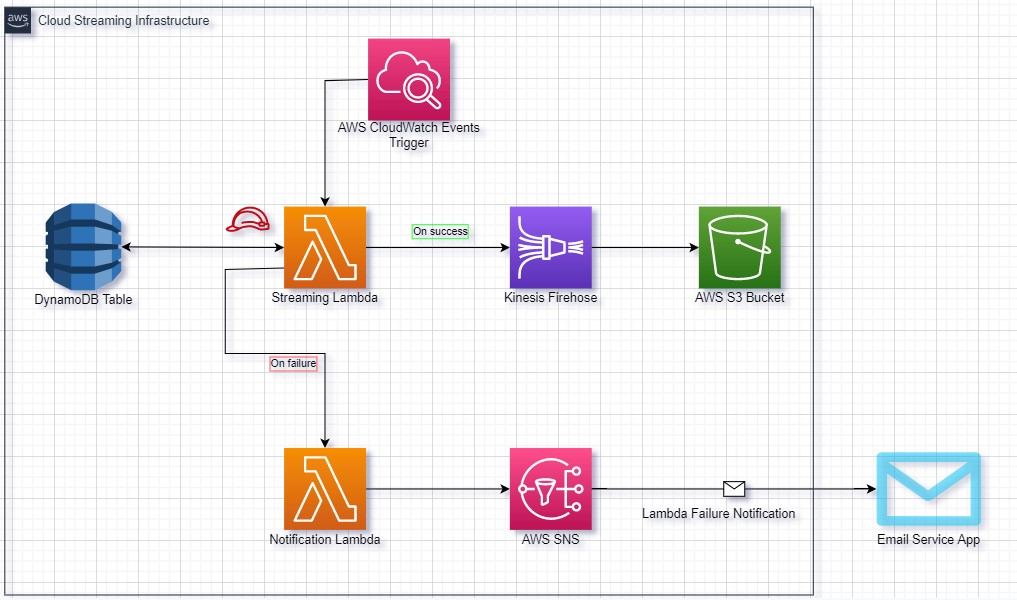 aws
Cloud Streaming Infrastructure
AWS CloudWatch Events
Trigger
On success
DynamoDB Table
Streaming Lambda
Kinesis Firehose
AWS S3 Bucket
On failure
Lambda Failure Notification
Notification Lambda
AWS SNS
Email Service App